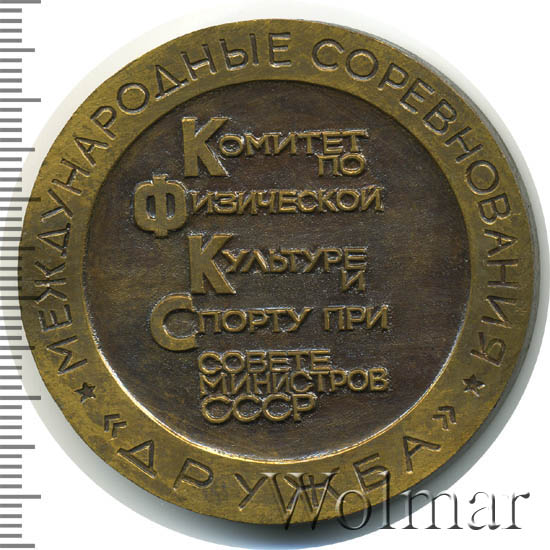 МЕЖДУНАРОДНЫЕ СОРЕВНОВАНИЯ
★ «ДРУЖБА» ★
КОМИТЕТ
ПО
ФИЗИЧЕСКОЙ
КУЛЬТУРЕ
И
СПОРТУ ПРИ
СОВЕТЕ
МИНИСТРОВ
СССР
Wolmar